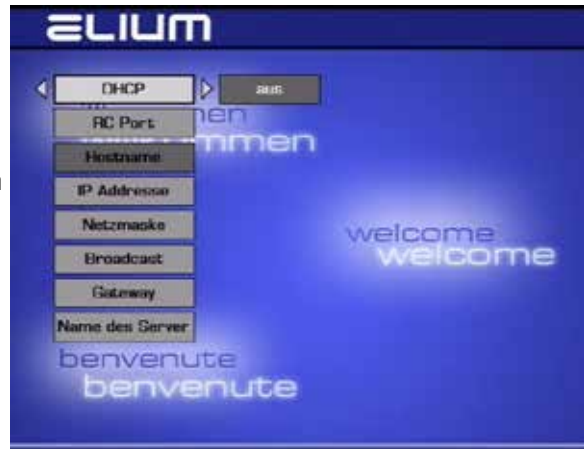 ELIUM
DHCP aus
RC Port
Hostname
IP Addresse
Netzmaske
Broadcast
Gateway
Name des Server
welcome
welcome
benvenute
benvenute